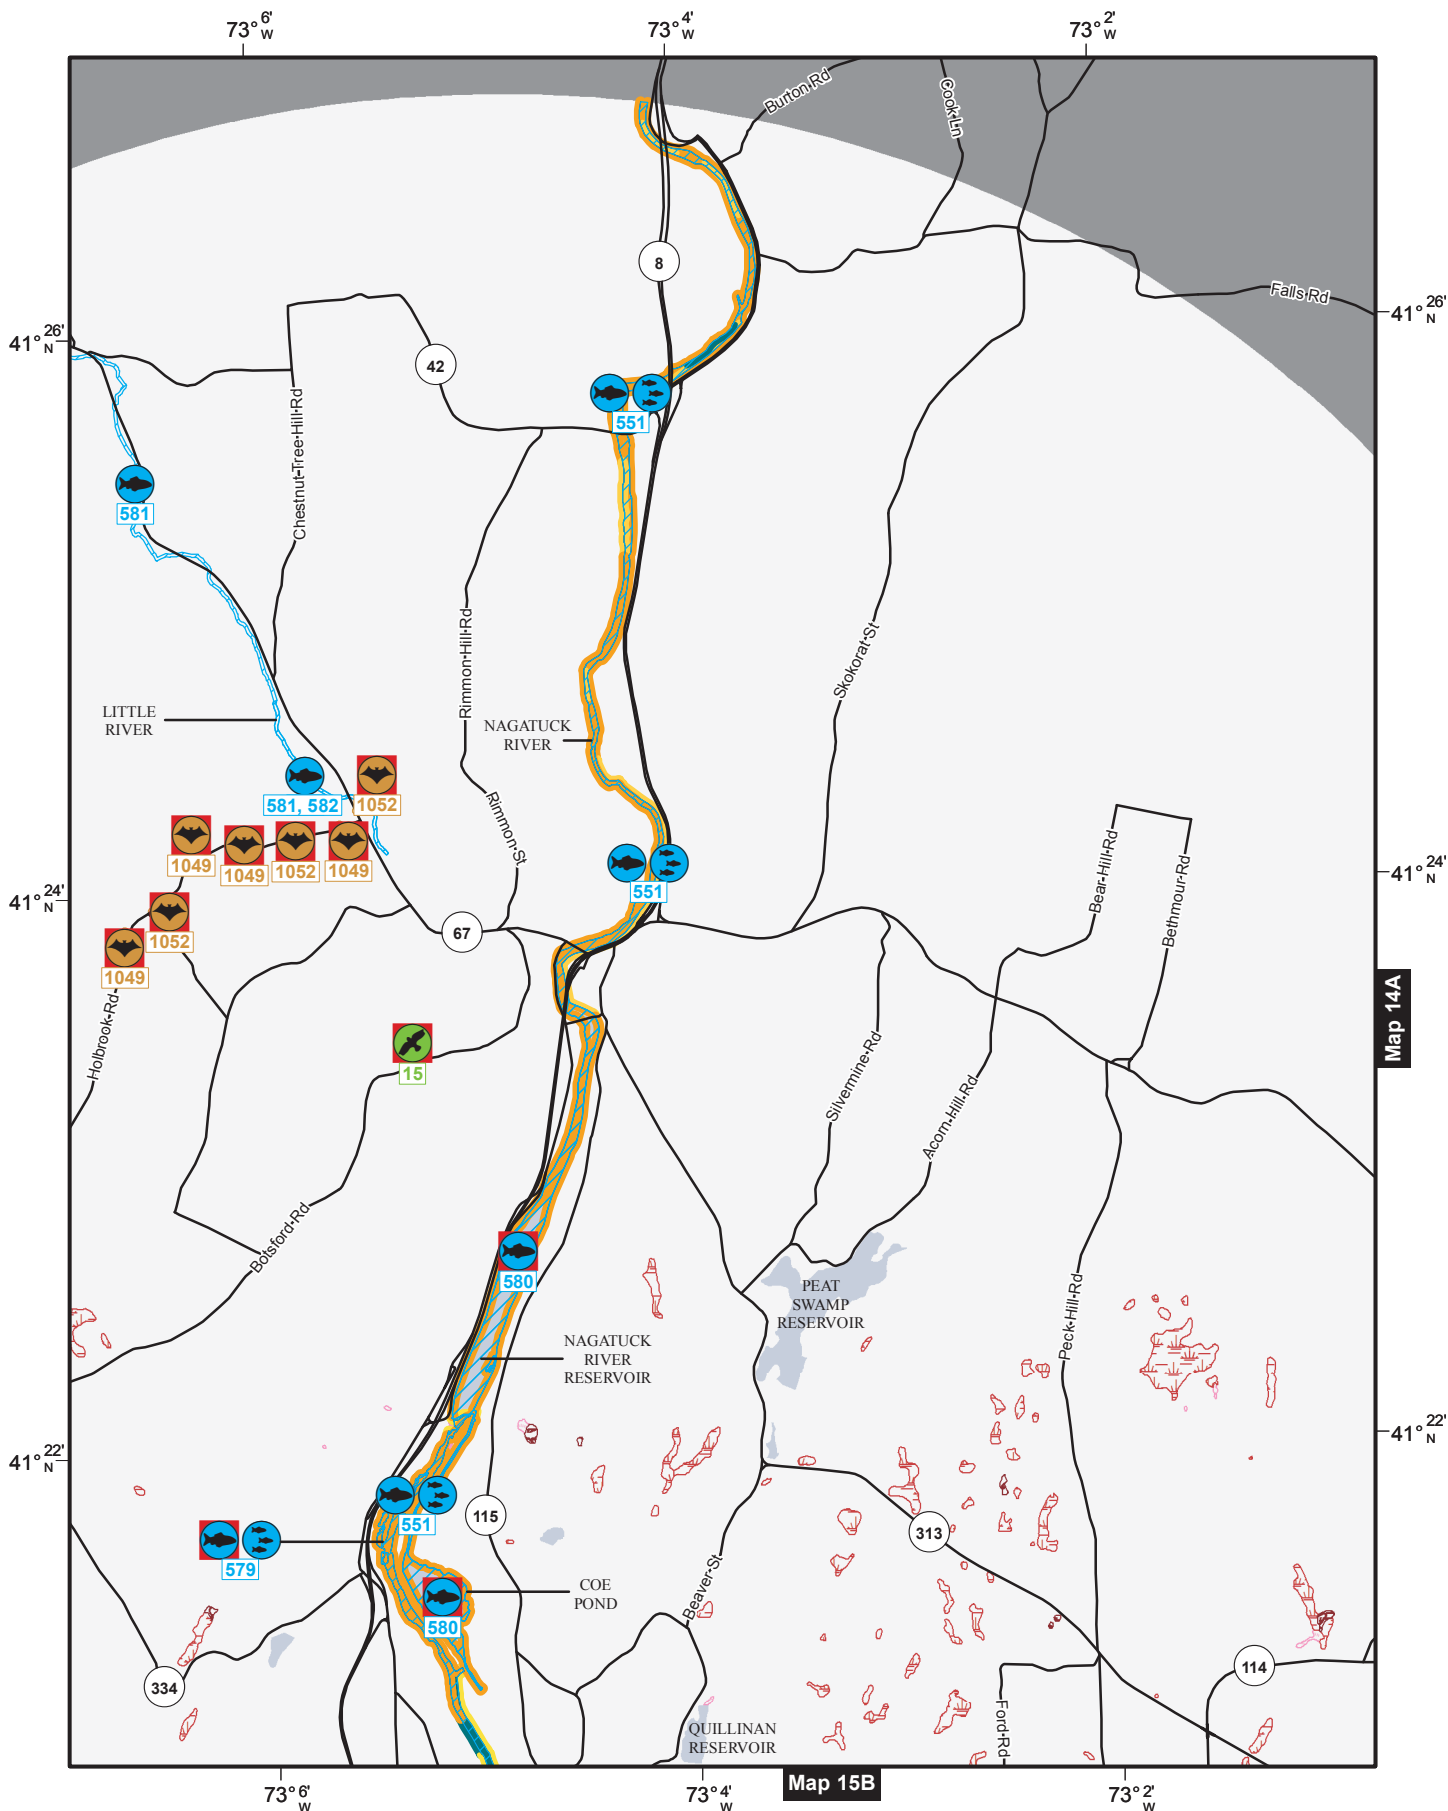 73° 6' W
73° 4' W
73° 2' W
Burton Rd
Cook Ln
8
Falls Rd
41° 26' N
41° 26' N
42
551
Chestnut-Tree-Hill-Rd
581
Rimmon-Hill-Rd
Skokorat-St
LITTLE
RIVER
NAGATUCK
RIVER
581, 582
1052
Rimmon-St
1049
1049
1052
1049
551
Bear-Hill-Rd
Bethmour-Rd
41° 24' N
41° 24' N
67
1052
1049
Holbrook-Rd
Map 14A
15
Silvermine-Rd
Acorn-Hill-Rd
Botsford-Rd
580
PEAT
SWAMP
RESERVOIR
Peck-Hill-Rd
NAGATUCK
RIVER
RESERVOIR
41° 22' N
41° 22' N
551
115
313
579
COE
POND
Beaver-St
580
334
114
Ford-Rd
QUILLINAN
RESERVOIR
Map 15B
73° 6' W
73° 4' W
73° 2' W